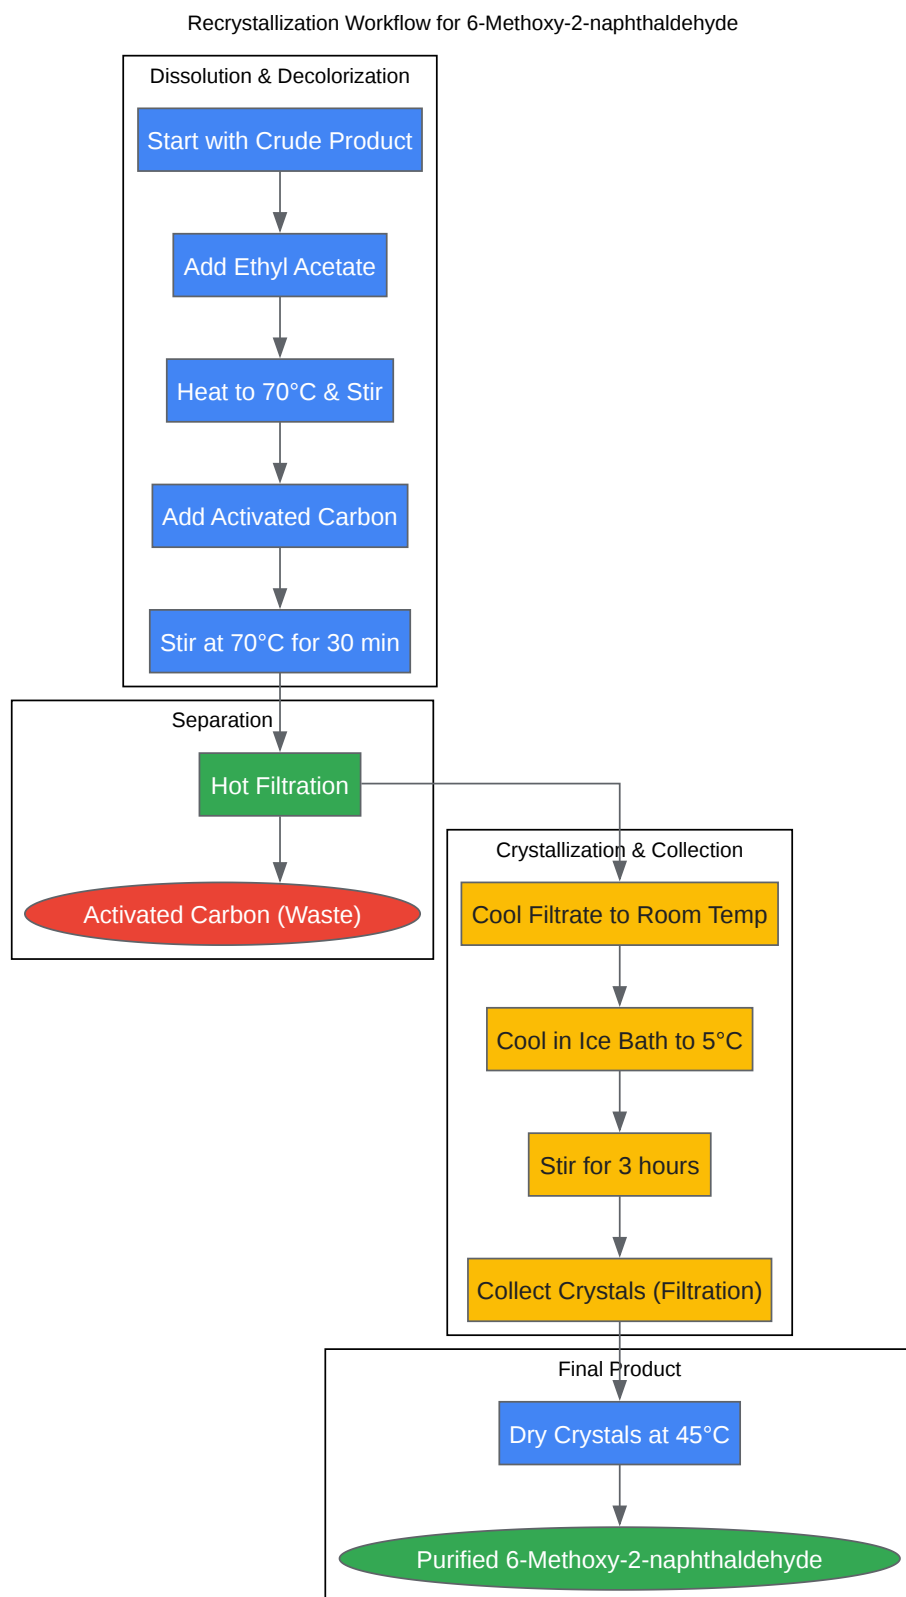 Recrystallization Workflow for 6-Methoxy-2-naphthaldehyde
Dissolution & Decolorization
Start with Crude Product
Add Ethyl Acetate
Heat to 70°C & Stir
Add Activated Carbon
Stir at 70°C for 30 min
Separation
Hot Filtration
Activated Carbon (Waste)
Crystallization & Collection
Cool Filtrate to Room Temp
Cool in Ice Bath to 5°C
Stir for 3 hours
Collect Crystals (Filtration)
Final Product
Dry Crystals at 45°C
Purified 6-Methoxy-2-naphthaldehyde